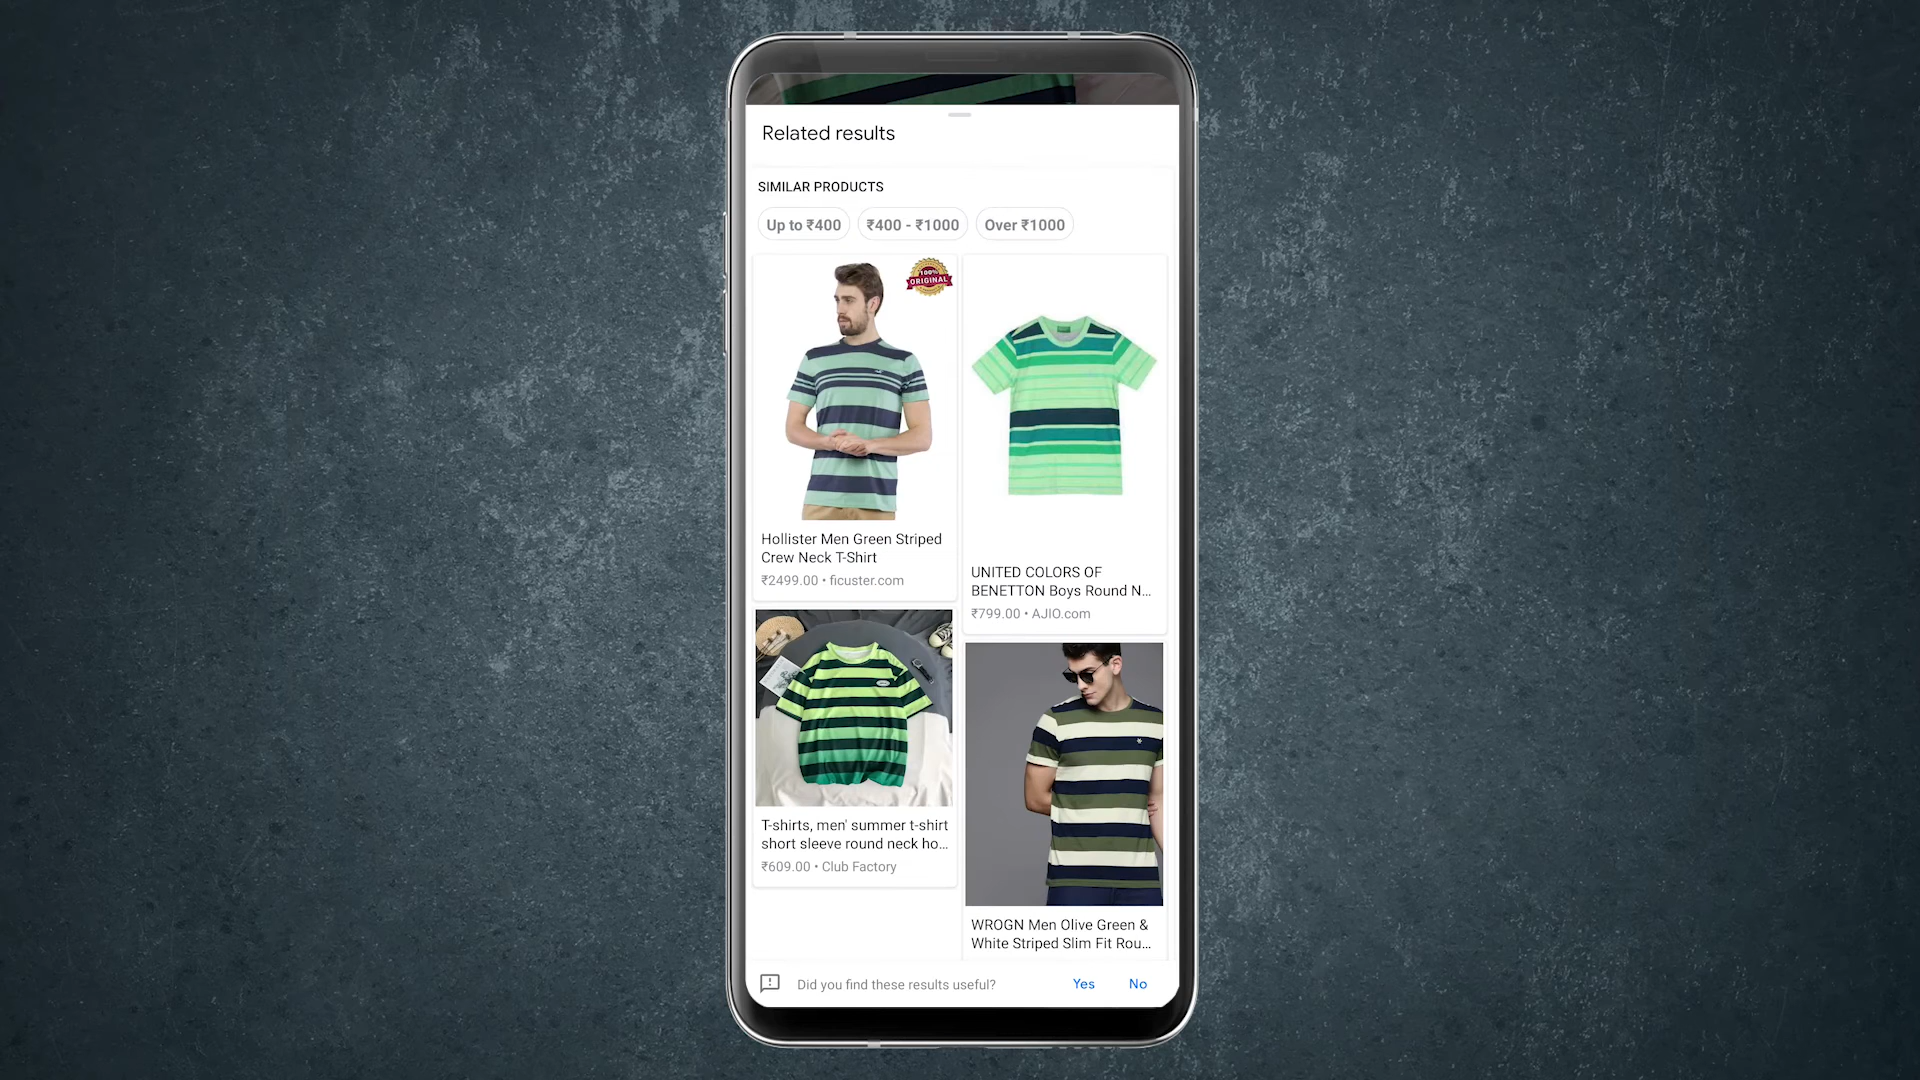 Related results
SIMILAR PRODUCTS
Up to ₹400
₹400 - ₹1000
Over ₹1000
100%
ORIGINAL
Hollister Men Green Striped
Crew Neck T-Shirt
₹2499.00 • ficuster.com
UNITED COLORS OF
BENETTON Boys Round N...
₹799.00 • AJIO.com
T-shirts, men' summer t-shirt
short sleeve round neck ho...
₹609.00 • Club Factory
WROGN Men Olive Green &
White Striped Slim Fit Rou...
Did you find these results useful?
Yes
No